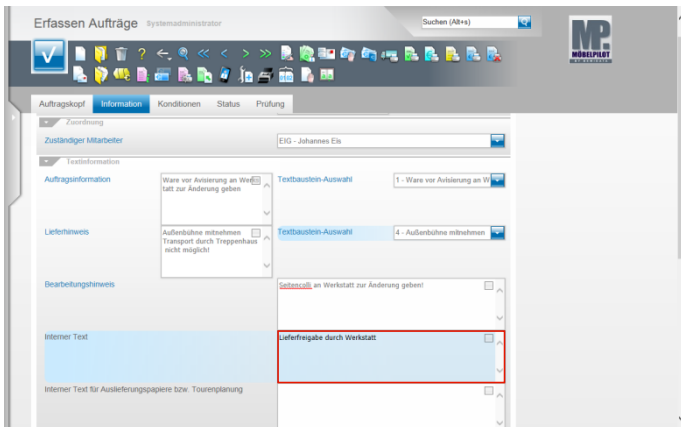 Erfassen Aufträge Systemadministrator
Suchen (Alt+s)
MP
MÖBELPILOT
Auftragskopf Information Konditionen Status Prüfung
Zuordnung
Zuständiger Mitarbeiter EIG - Johannes Eis
Textinformation
Auftragsinformation
Ware vor Avisierung an Werks
tatt zur Änderung geben
Textbaustein-Auswahl 1 - Ware vor Avisierung an W
Lieferhinweis
Außenbühne mitnehmen
Transport durch Treppenhaus
nicht möglich!
Textbaustein-Auswahl 4 - Außenbühne mitnehmen
Bearbeitungshinweis Seitencolli an Werkstatt zur Änderung geben!
Interner Text Lieferfreigabe durch Werkstatt
Interner Text für Auslieferungspapiere bzw. Tourenplanung